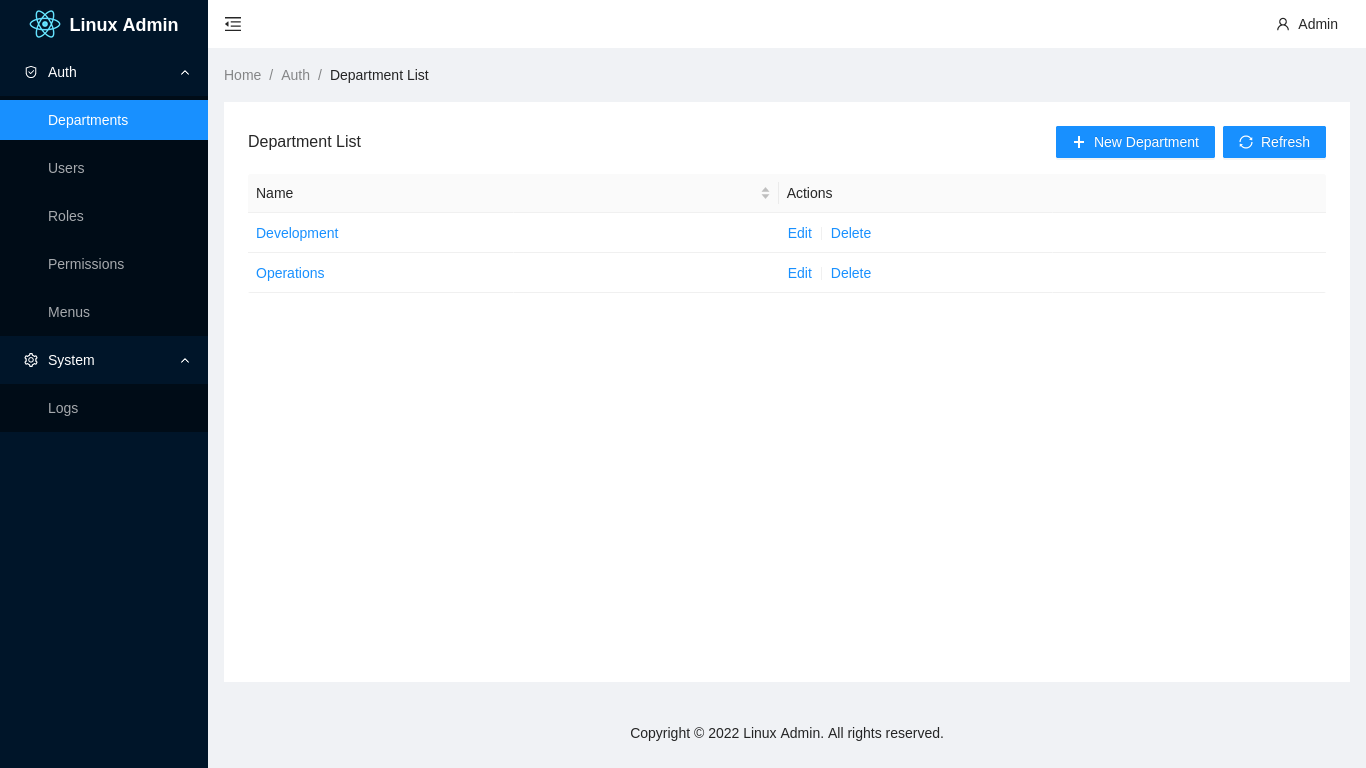 Linux Admin
Admin
Auth
Home / Auth / Department List
Departments
Department List
New Department
Refresh
Users
Name
Actions
Roles
Development
Edit
Delete
Permissions
Operations
Edit
Delete
Menus
System
Logs
Copyright © 2022 Linux Admin. All rights reserved.